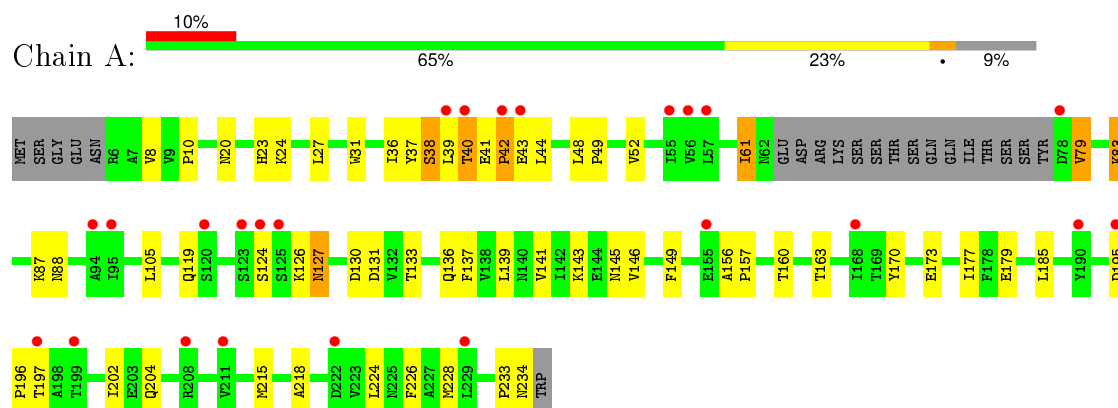 10%
Chain A:
65% 23% • 9%
MET SER GLY GLU ASN R6 A7 V8 V9 P10 N20 H23 K24 L27 W31 I36 Y37 S38 L39 T40 E41 P42 E43 L44 L48 P49 V52 I55 V56 L57 I61 N62 GLU ASP ARG LYS SER SER THR SER GLN GLN ILE THR SER SER TYR D78 V79 K83
K87 N88 A94 I95 L105 Q119 S120 S123 S124 S125 K126 N127 D130 D131 V132 T133 Q136 F137 V138 L139 N140 V141 I142 K143 E144 N145 V146 F149 E155 A156 P157 T160 T163 I168 T169 Y170 E173 I177 F178 E179 L185 Y190 D195
P196 T197 A198 T199 I202 E203 Q204 R208 V211 M215 A218 D222 V223 L224 N225 F226 A227 M228 L229 P233 N234 TRP